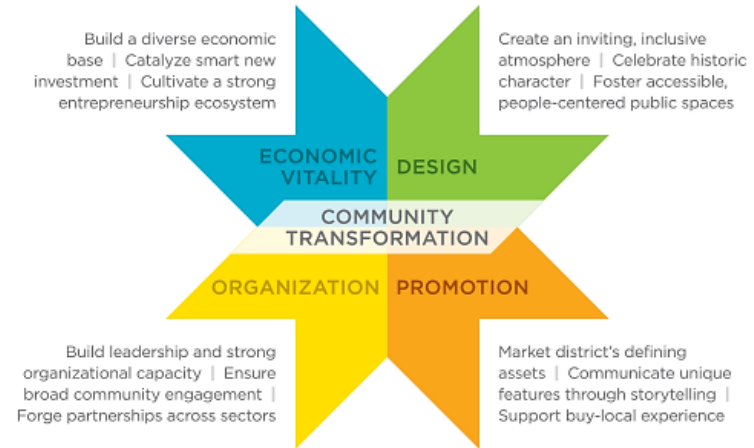 Build a diverse economic
base | Catalyze smart new
investment | Cultivate a strong
entrepreneurship ecosystem
Create an inviting, inclusive
atmosphere | Celebrate historic
character | Foster accessible,
people-centered public spaces
ECONOMIC
VITALITY
DESIGN
COMMUNITY
TRANSFORMATION
ORGANIZATION
PROMOTION
Build leadership and strong
organizational capacity | Ensure
broad community engagement |
Forge partnerships across sectors
Market district's defining
assets | Communicate unique
features through storytelling |
Support buy-local experience